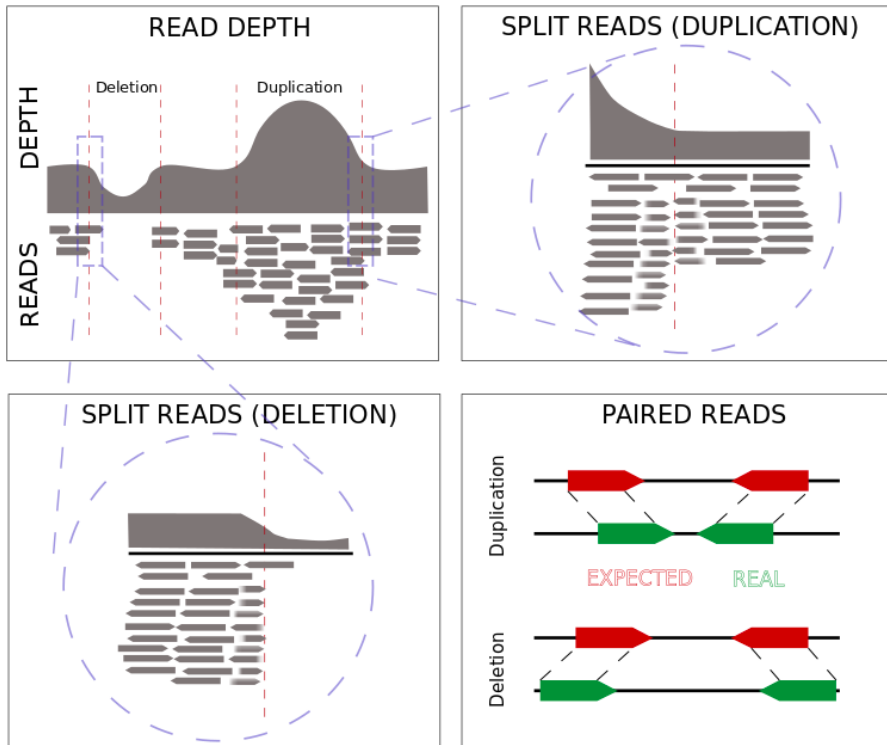 READ DEPTH
Deletion
Duplication
DEPTH
READS
SPLIT READS (DUPLICATION)
SPLIT READS (DELETION)
PAIRED READS
Duplication
EXPECTED
REAL
Deletion